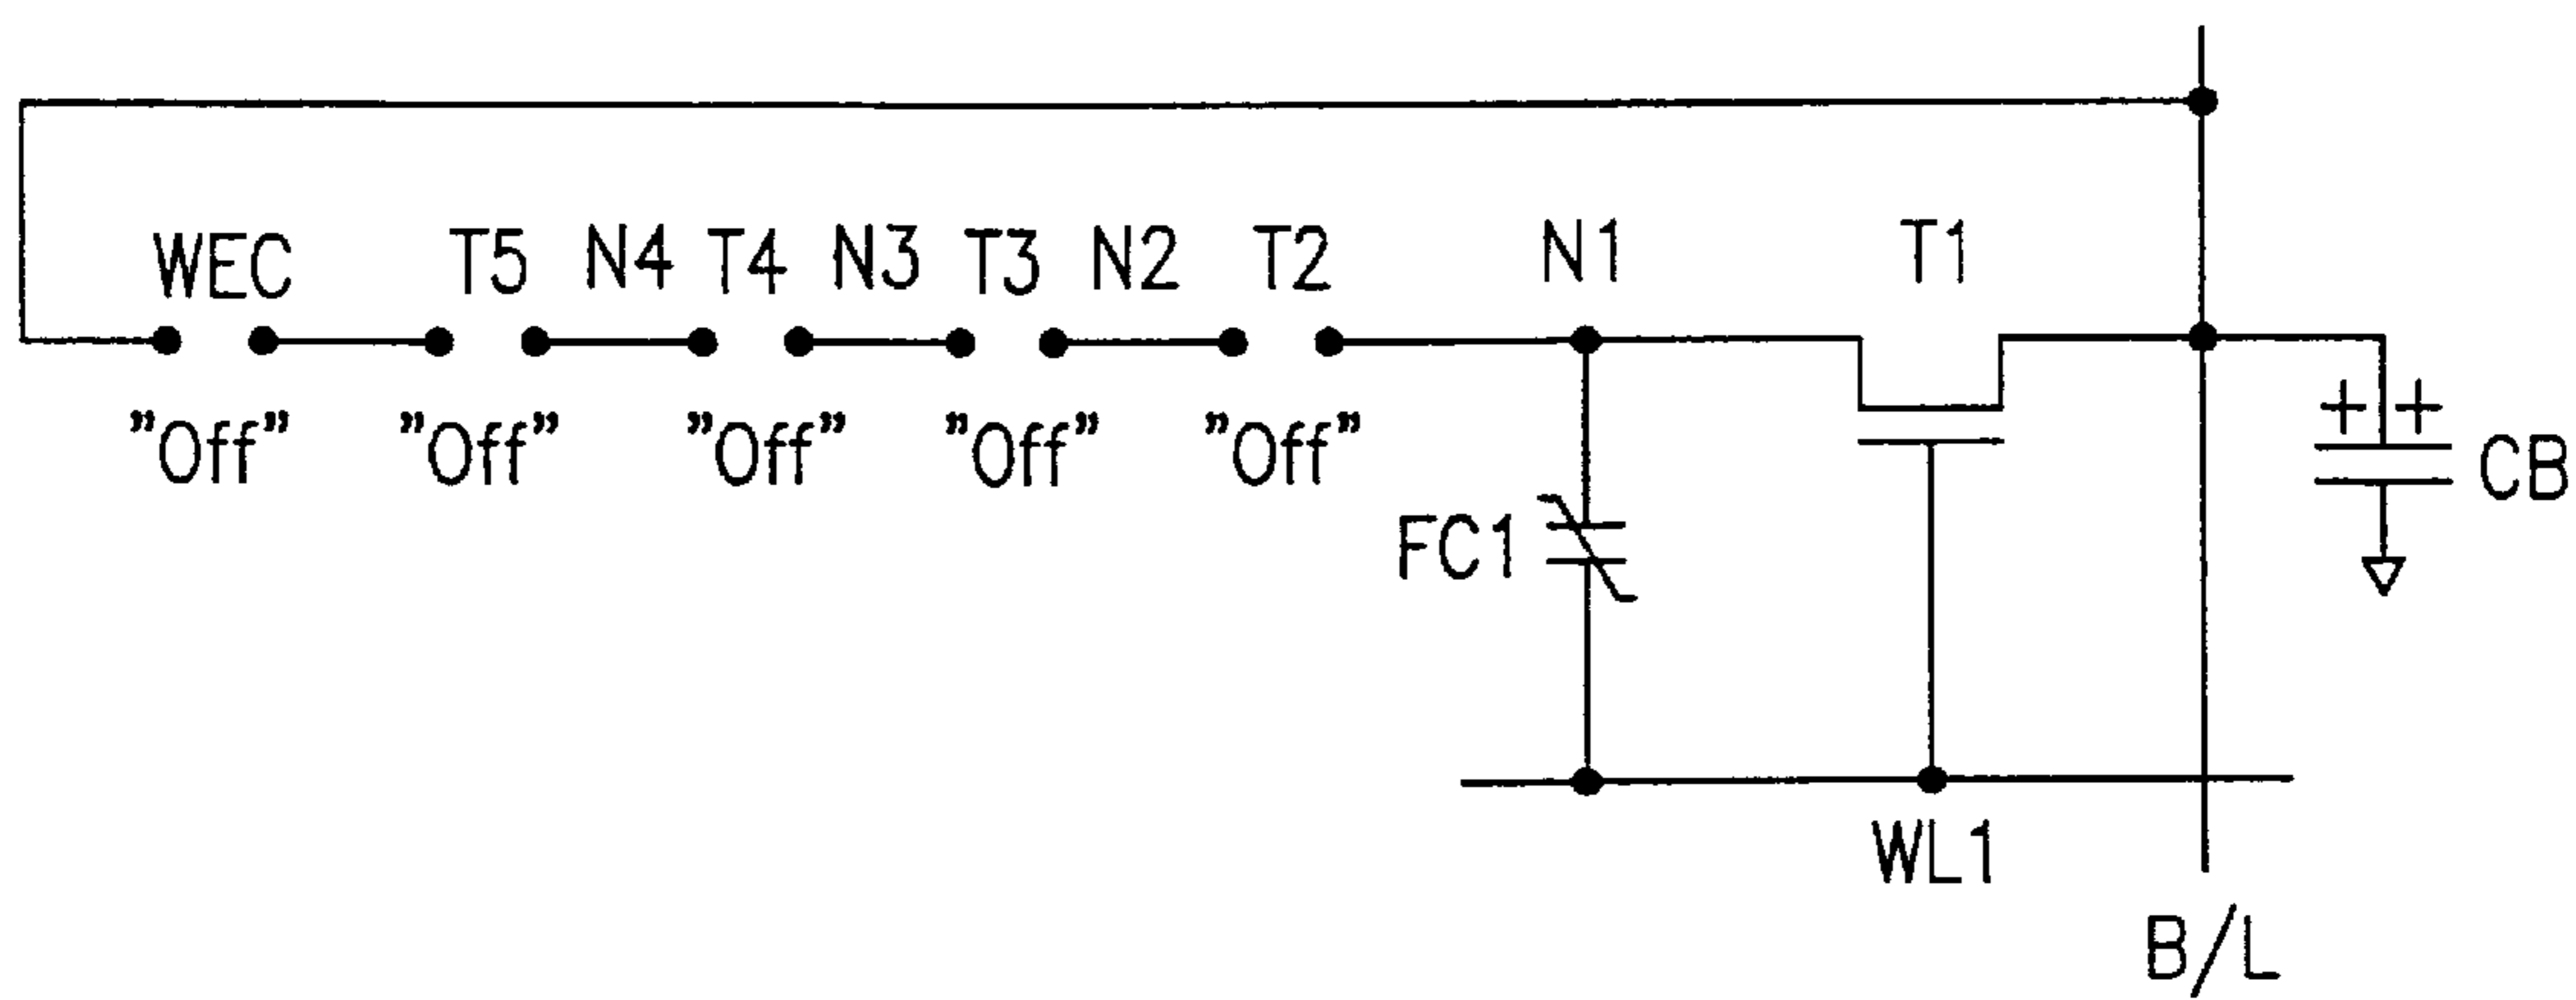 WEC T5 N4 T4 N3 T3 N2 T2 N1 T1
"Off" "Off" "Off" "Off" "Off"
+ +
CB
FC1
WL1
B/L